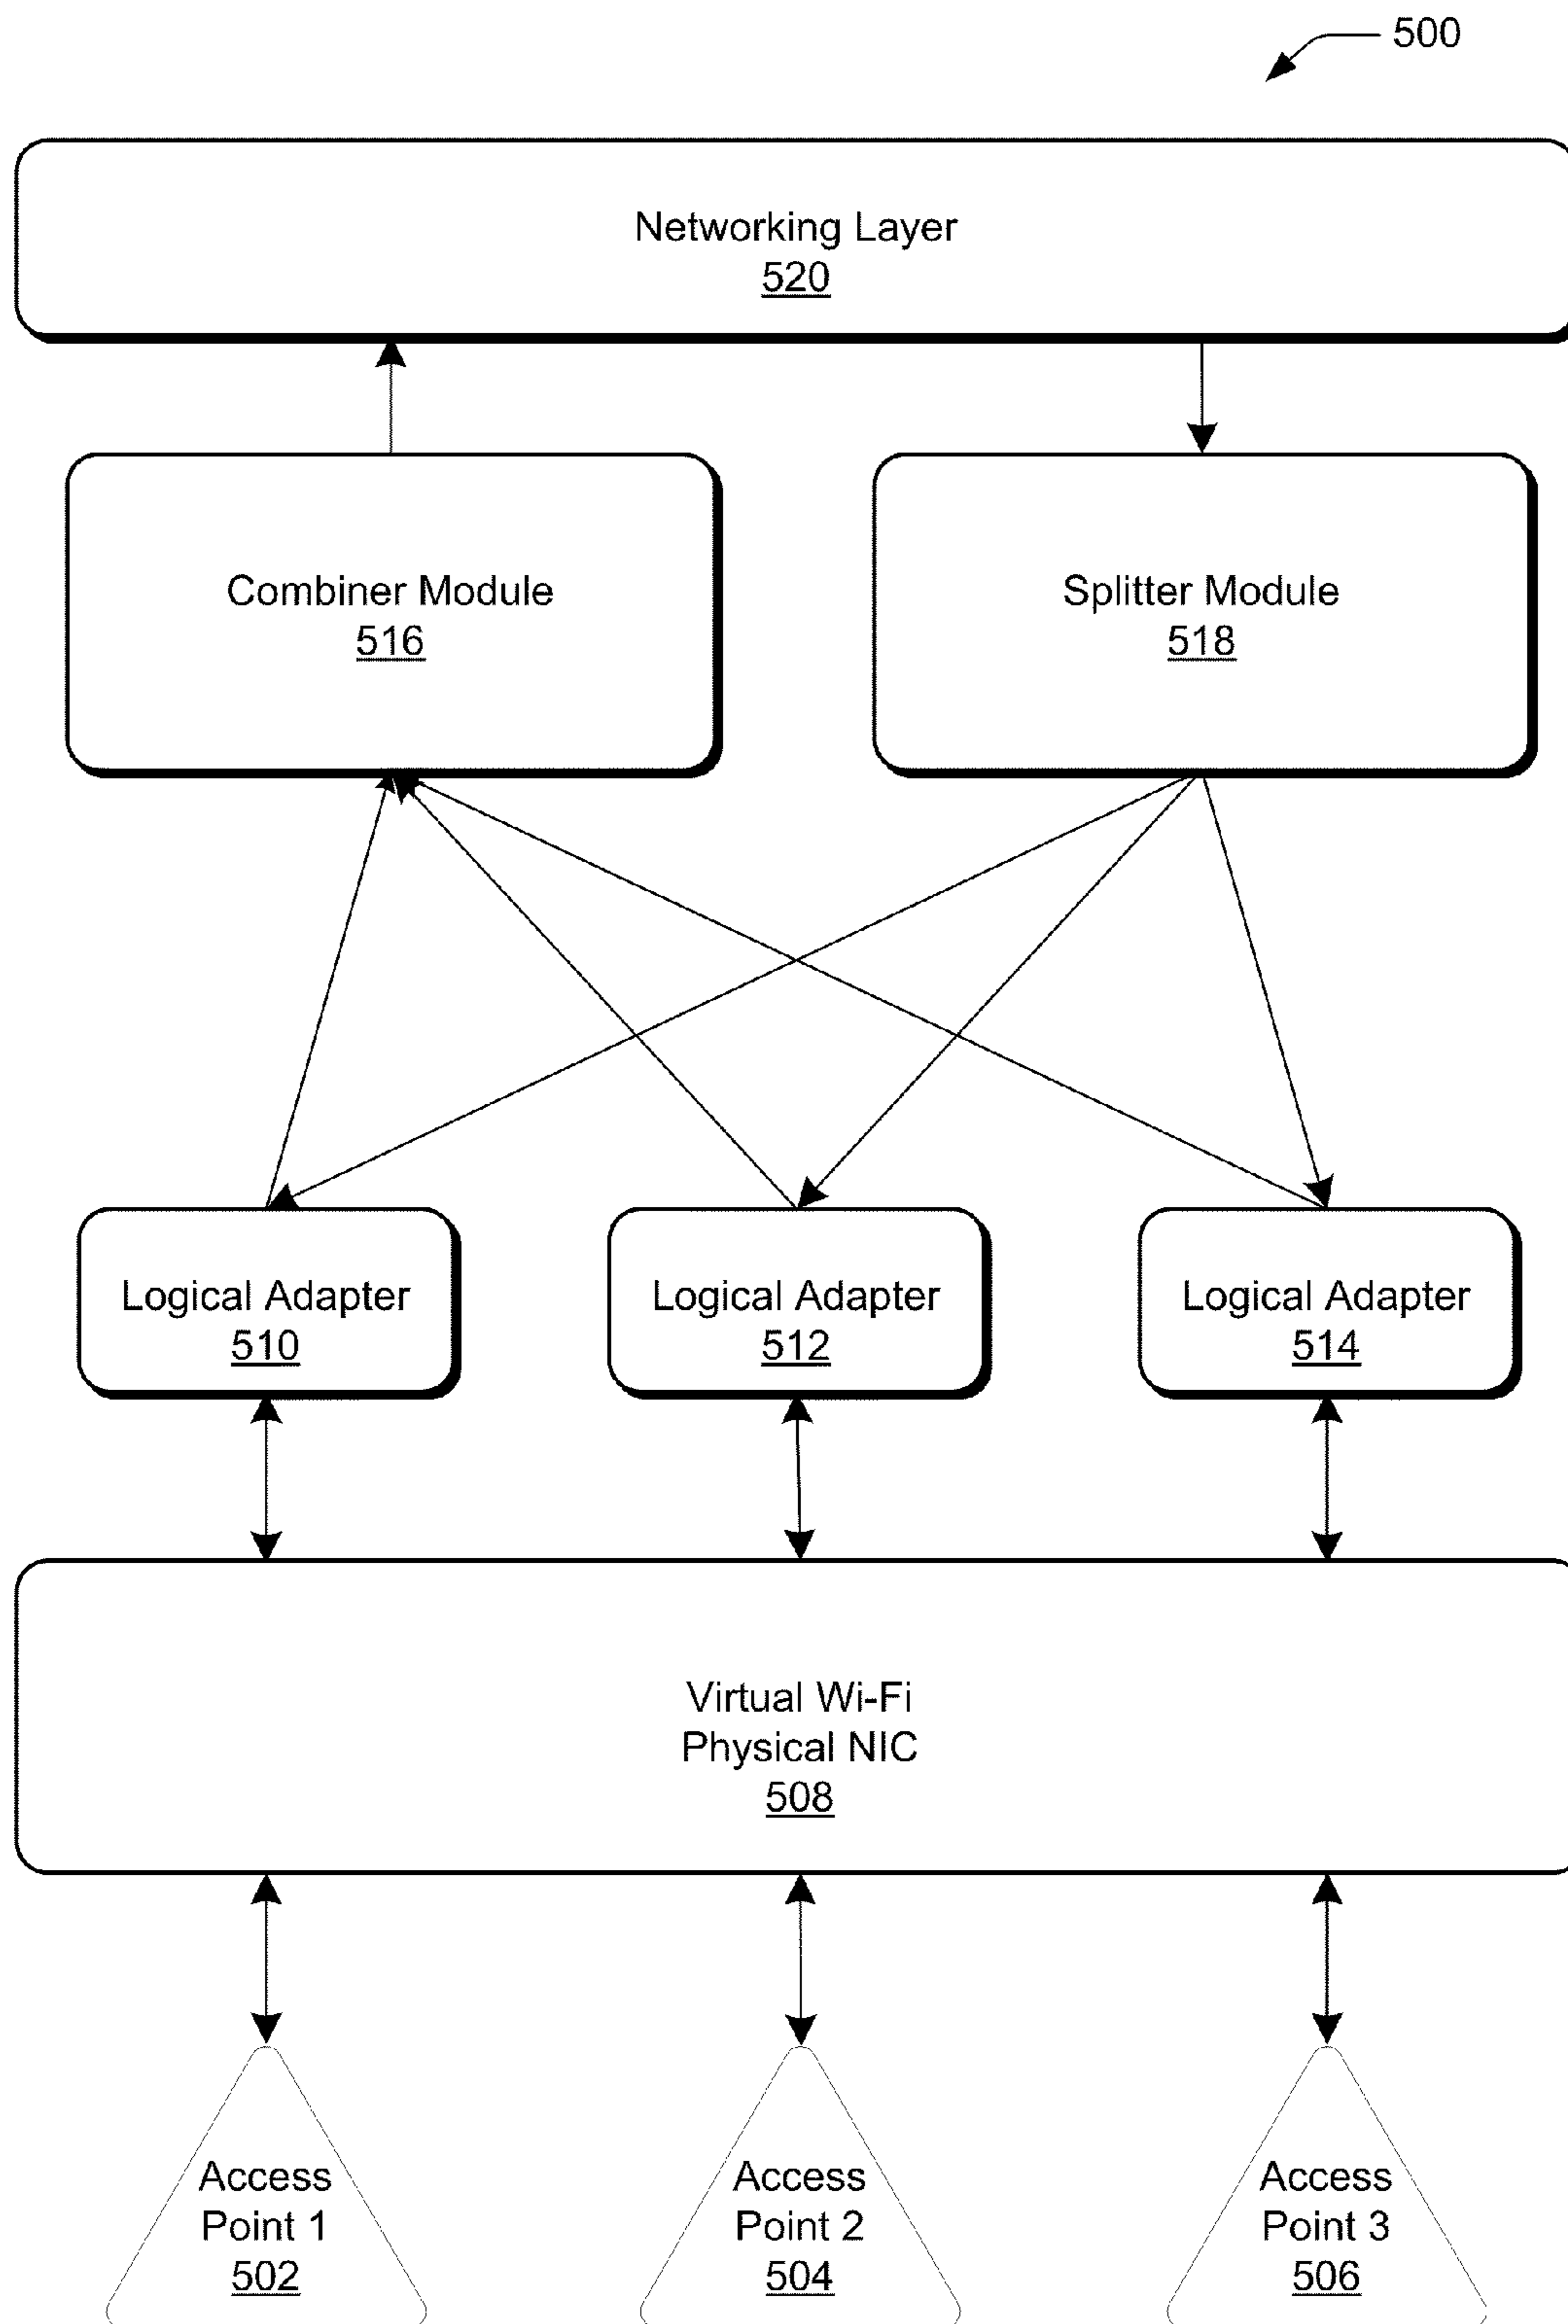 500
Networking Layer
520
Combiner Module
516
Splitter Module
518
Logical Adapter
510
Logical Adapter
512
Logical Adapter
514
Virtual Wi-Fi
Physical NIC
508
Access
Point 1
502
Access
Point 2
504
Access
Point 3
506